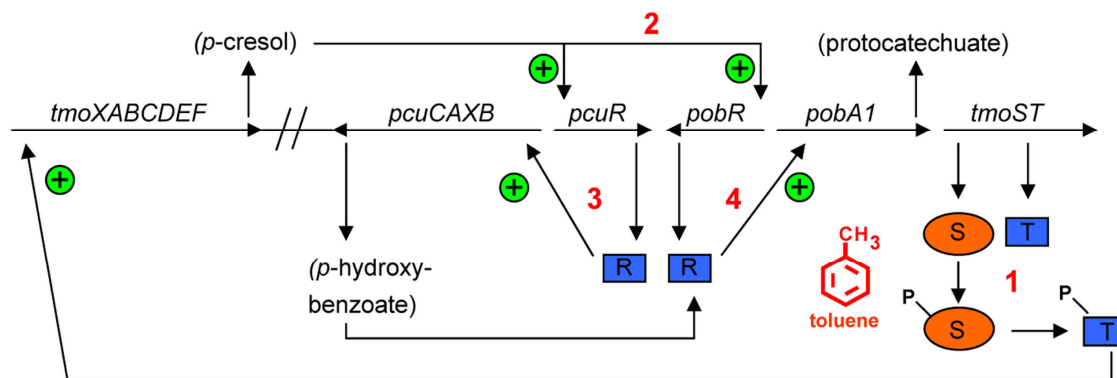 (p-cresol) 2 (protocatechuate)
+ +
tmoXABCDEF pcuCAXB pcuR pobR pobA1 tmoST
+ + 3 4 +
CH3 S T
(p-hydroxy- R R
benzoate) P 1 P
toluene S T